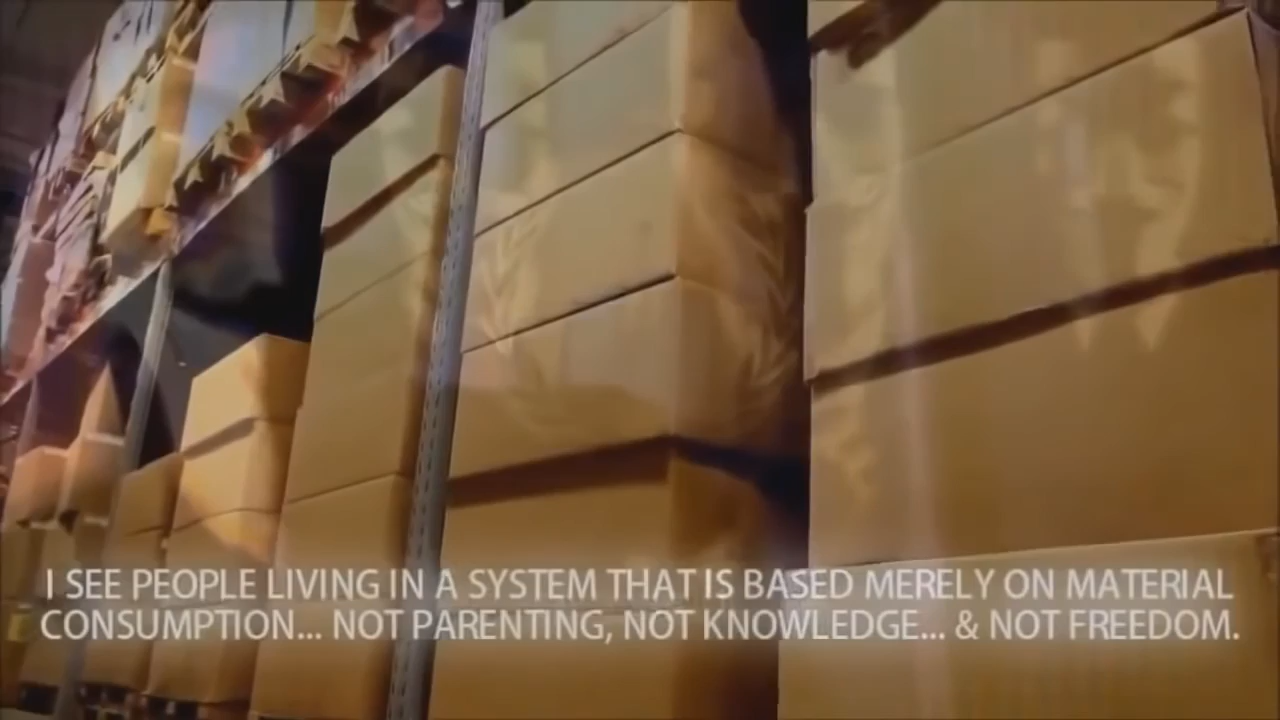 I SEE PEOPLE LIVING IN A SYSTEM THAT IS BASED MERELY ON MATERIAL
CONSUMPTION... NOT PARENTING, NOT KNOWLEDGE... & NOT FREEDOM.